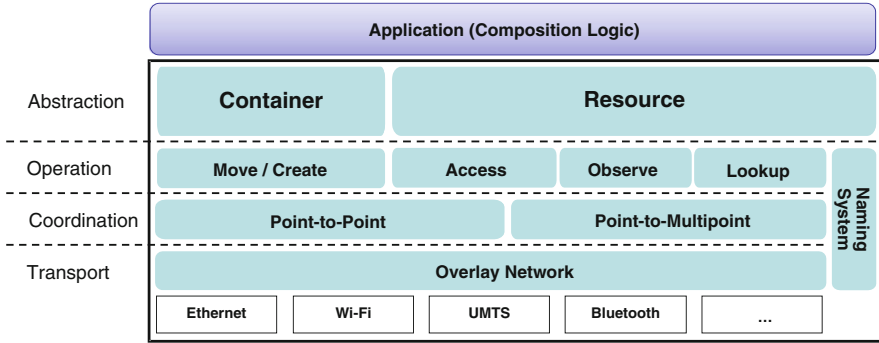 Application (Composition Logic)
Abstraction
Container
Resource
Operation
Move / Create
Access
Observe
Lookup
Naming
System
Coordination
Point-to-Point
Point-to-Multipoint
Transport
Overlay Network
Ethernet
Wi-Fi
UMTS
Bluetooth
...